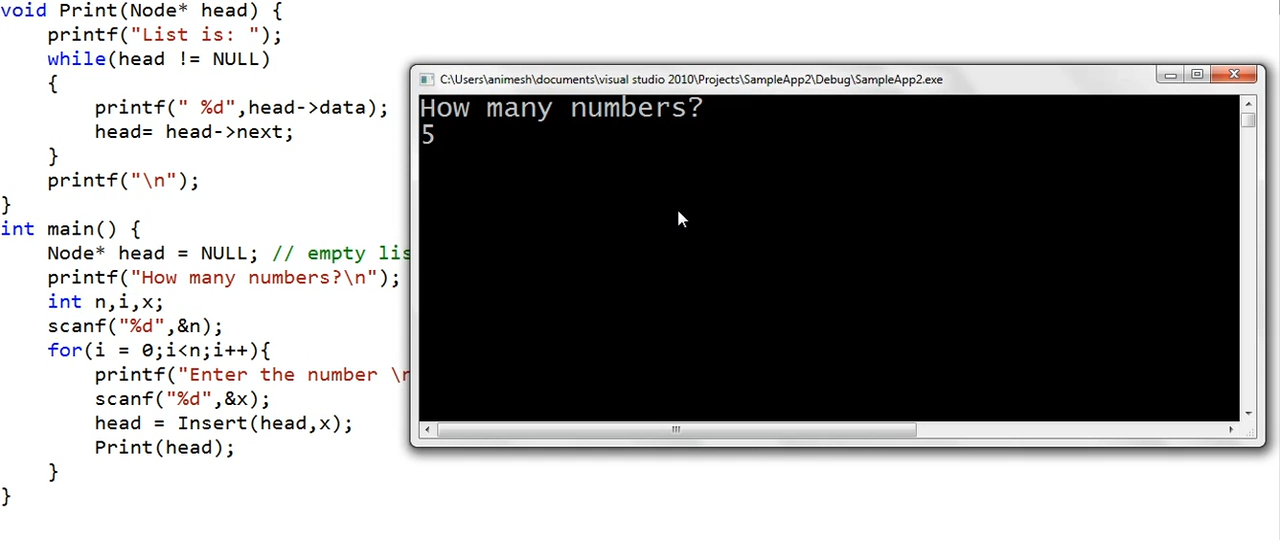 void Print(Node* head) {
    printf("List is: ");
    while(head != NULL)
    {
        printf(" %d",head->data);
        head= head->next;
    }
    printf("\n");
}
int main() {
    Node* head = NULL; // empty lis
    printf("How many numbers?\n");
    int n,i,x;
    scanf("%d",&n);
    for(i = 0;i<n;i++){
        printf("Enter the number \n
        scanf("%d",&x);
        head = Insert(head,x);
        Print(head);
    }
}
C:\Users\animesh\documents\visual studio 2010\Projects\SampleApp2\Debug\SampleApp2.exe
How many numbers?
5